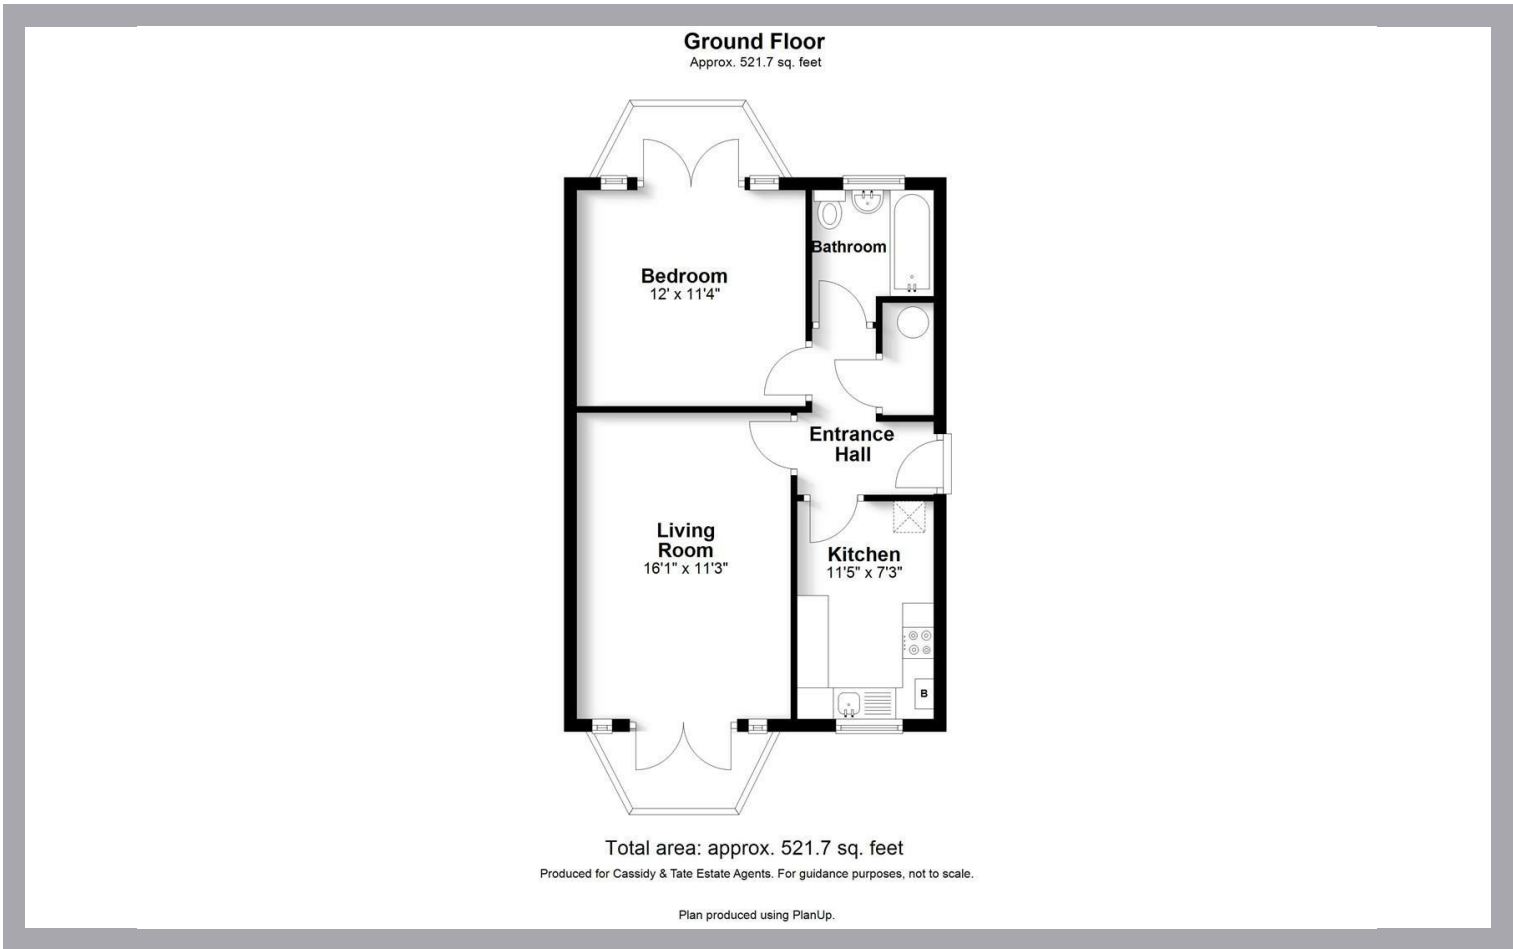 Ground Floor
Approx. 521.7 sq. feet
Bathroom
Bedroom
12' x 11'4"
Entrance
Hall
Living
Room
16'1" x 11'3"
Kitchen
11'5" x 7'3"
B
Total area: approx. 521.7 sq. feet
Produced for Cassidy & Tate Estate Agents. For guidance purposes, not to scale.
Plan produced using PlanUp.